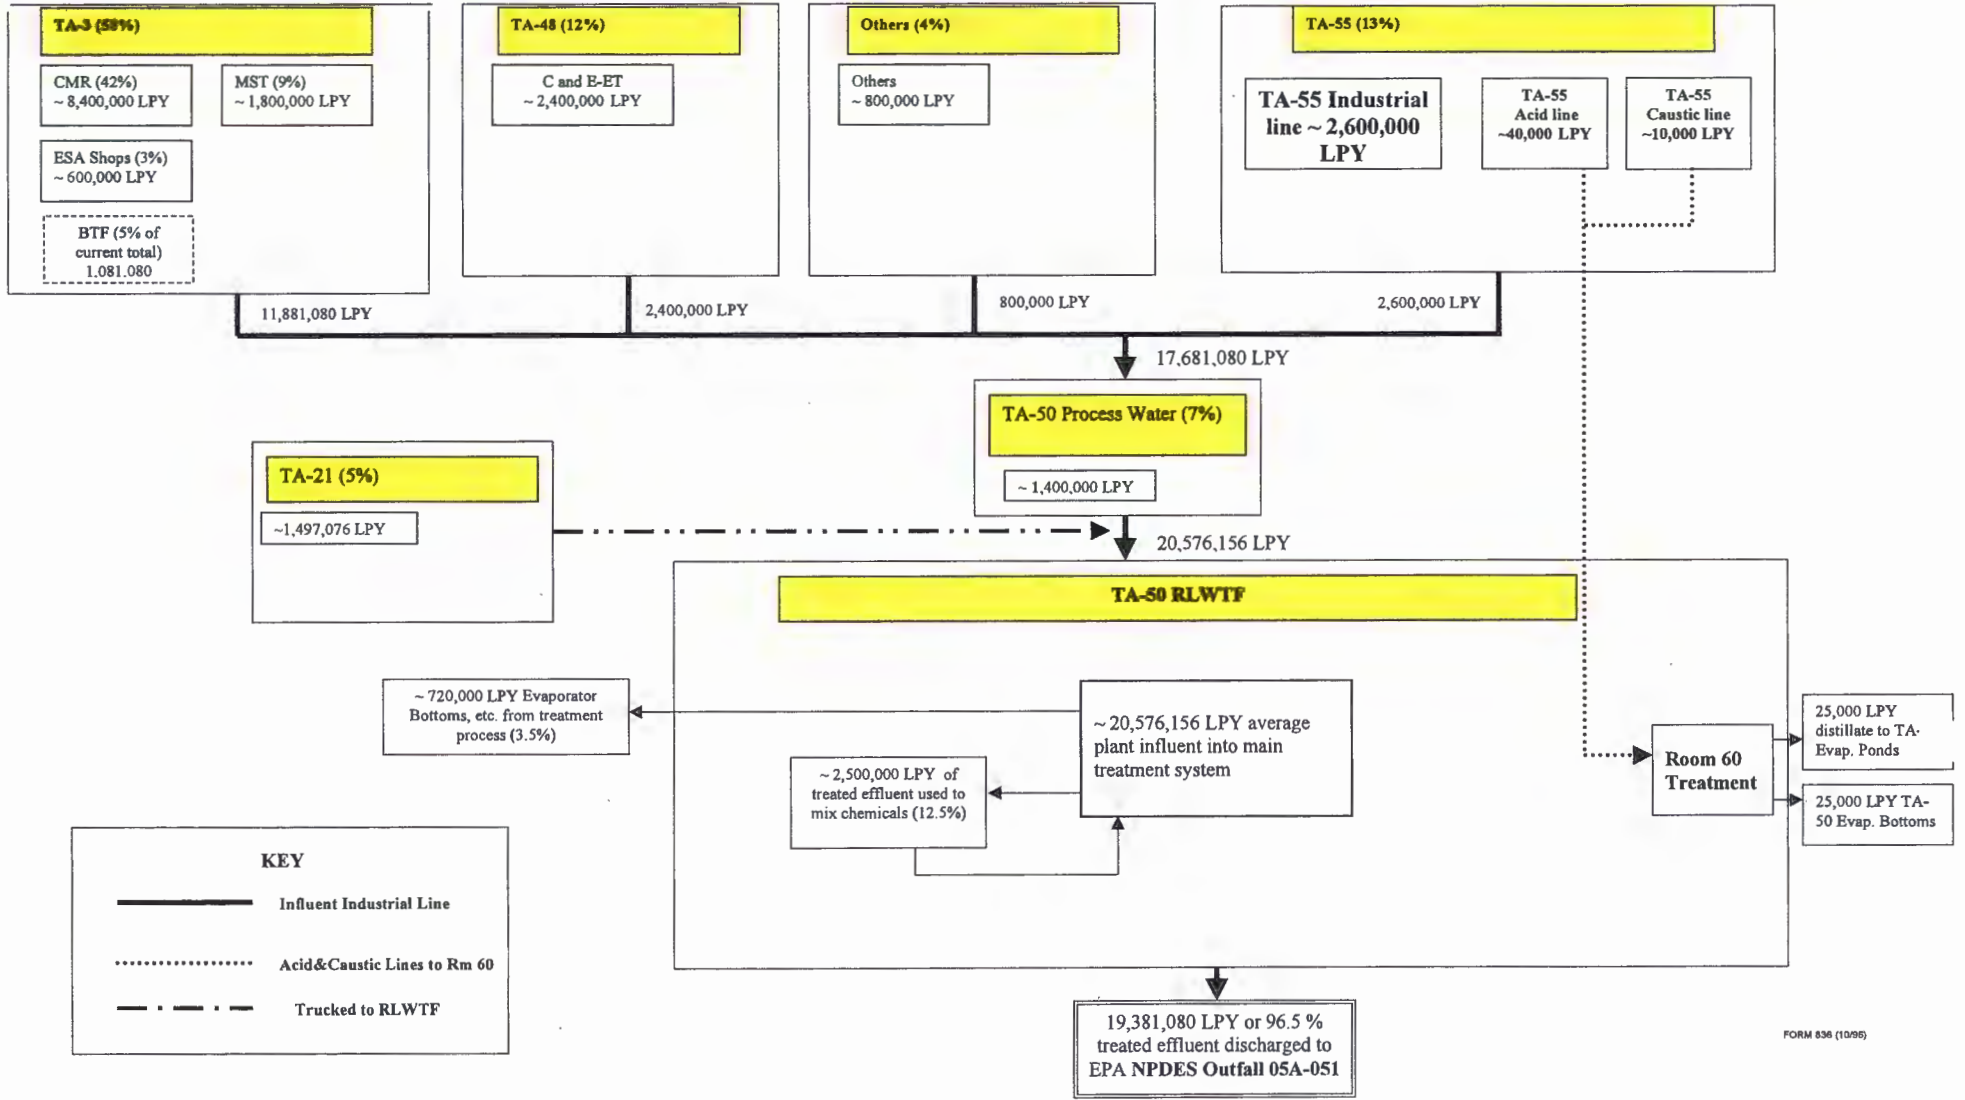 TA-3 (58%)
CMR (42%)
~ 8,400,000 LPY
MST (9%)
~ 1,800,000 LPY
ESA Shops (3%)
~ 600,000 LPY
BTF (5% of
current total)
1,081,080
TA-48 (12%)
C and E-ET
~ 2,400,000 LPY
Others (4%)
Others
~ 800,000 LPY
TA-55 (13%)
TA-55 Industrial
line ~ 2,600,000
LPY
TA-55
Acid line
~40,000 LPY
TA-55
Caustic line
~10,000 LPY
11,881,080 LPY
2,400,000 LPY
800,000 LPY
2,600,000 LPY
17,681,080 LPY
TA-50 Process Water (7%)
~ 1,400,000 LPY
TA-21 (5%)
~1,497,076 LPY
20,576,156 LPY
TA-50 RLWTF
~ 720,000 LPY Evaporator
Bottoms, etc. from treatment
process (3.5%)
~ 20,576,156 LPY average
plant influent into main
treatment system
~ 2,500,000 LPY of
treated effluent used to
mix chemicals (12.5%)
Room 60
Treatment
25,000 LPY
distillate to TA-
Evap. Ponds
25,000 LPY TA-
50 Evap. Bottoms
KEY
Influent Industrial Line
Acid&Caustic Lines to Rm 60
Trucked to RLWTF
19,381,080 LPY or 96.5 %
treated effluent discharged to
EPA NPDES Outfall 05A-051
FORM 836 (10/96)